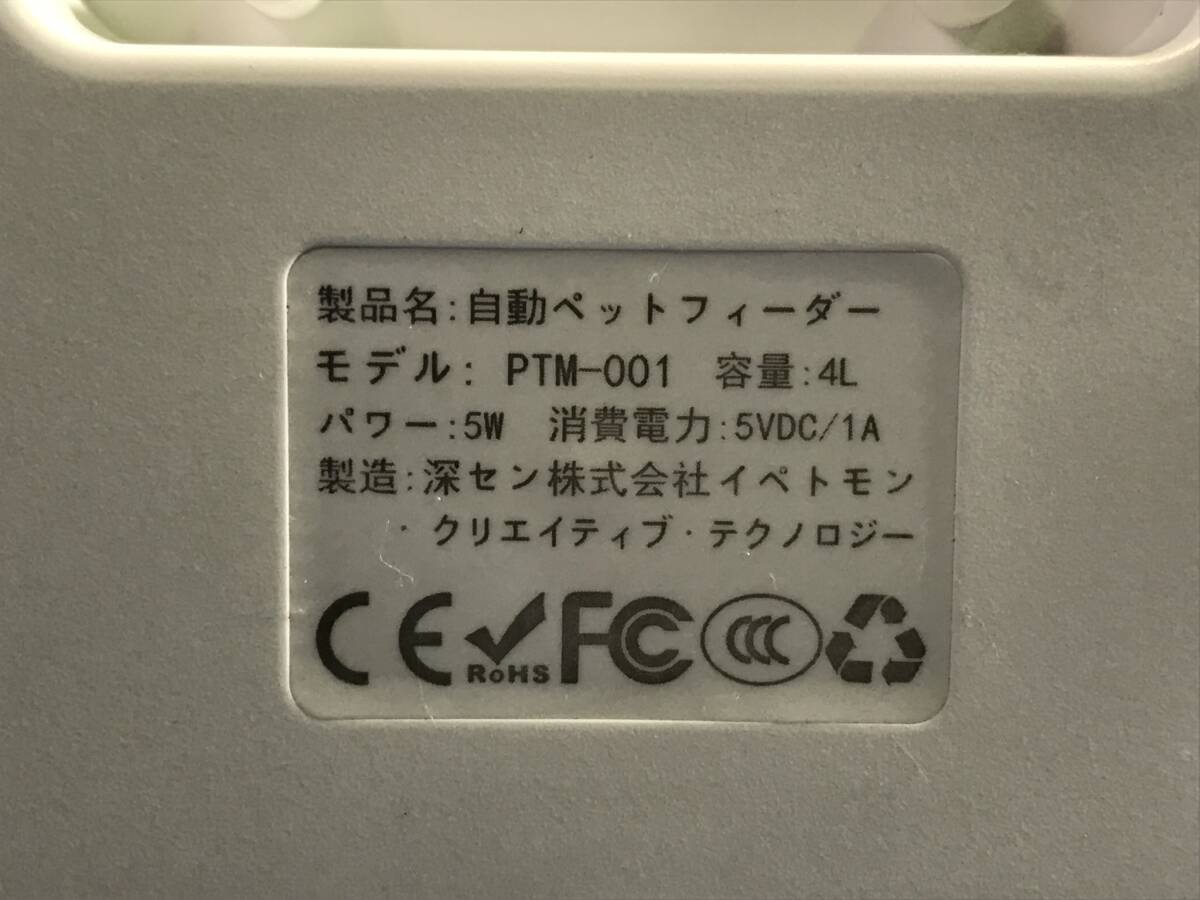 製品名:自動ペットフィーダー
モデル: PTM-001 容量:4L
パワー:5W 消費電力:5VDC/1A
製造:深セン株式会社イペトモン
・クリエイティブ・テクノロジー
CE RoHS FC CCC